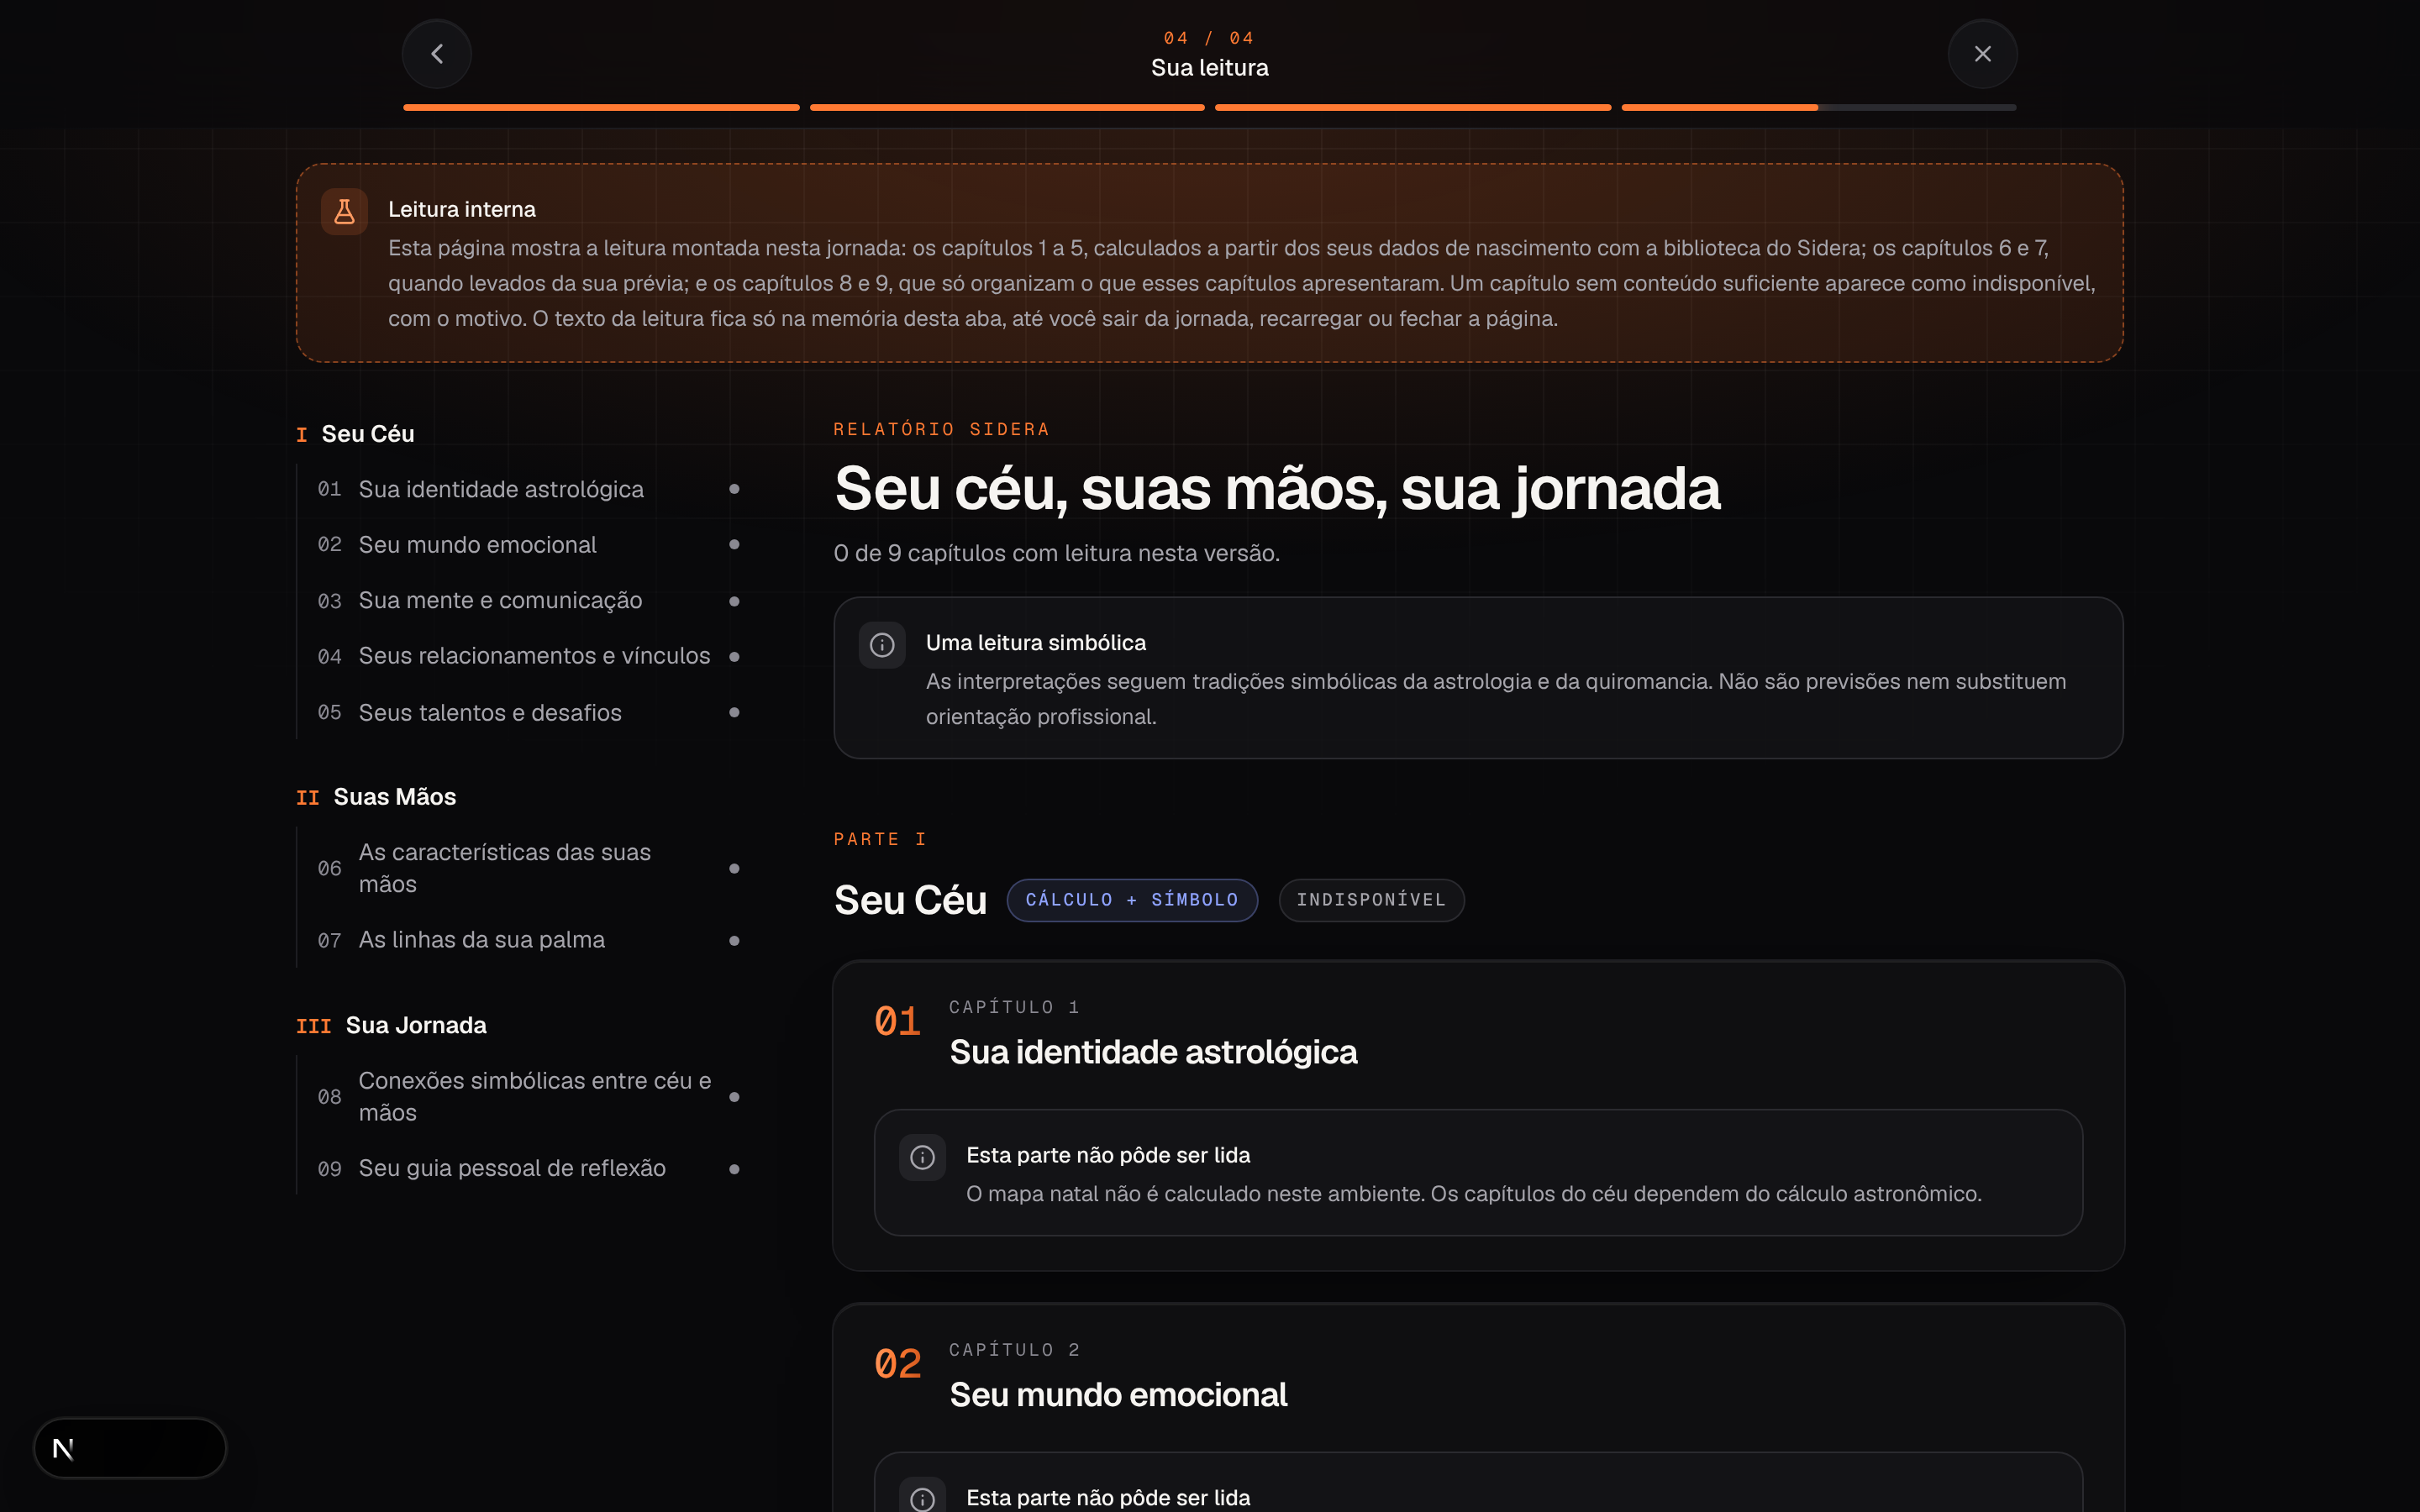 04 / 04
Sua leitura
Leitura interna
Esta página mostra a leitura montada nesta jornada: os capítulos 1 a 5, calculados a partir dos seus dados de nascimento com a biblioteca do Sidera; os capítulos 6 e 7,
quando levados da sua prévia; e os capítulos 8 e 9, que só organizam o que esses capítulos apresentaram. Um capítulo sem conteúdo suficiente aparece como indisponível,
com o motivo. O texto da leitura fica só na memória desta aba, até você sair da jornada, recarregar ou fechar a página.
I Seu Céu
01 Sua identidade astrológica
02 Seu mundo emocional
03 Sua mente e comunicação
04 Seus relacionamentos e vínculos
05 Seus talentos e desafios
II Suas Mãos
06 As características das suas
mãos
07 As linhas da sua palma
III Sua Jornada
08 Conexões simbólicas entre céu e
mãos
09 Seu guia pessoal de reflexão
RELATÓRIO SIDERA
Seu céu, suas mãos, sua jornada
0 de 9 capítulos com leitura nesta versão.
Uma leitura simbólica
As interpretações seguem tradições simbólicas da astrologia e da quiromancia. Não são previsões nem substituem
orientação profissional.
PARTE I
Seu Céu CÁLCULO + SÍMBOLO INDISPONÍVEL
01 CAPÍTULO 1
Sua identidade astrológica
Esta parte não pôde ser lida
O mapa natal não é calculado neste ambiente. Os capítulos do céu dependem do cálculo astronômico.
02 CAPÍTULO 2
Seu mundo emocional
Esta parte não pôde ser lida
N